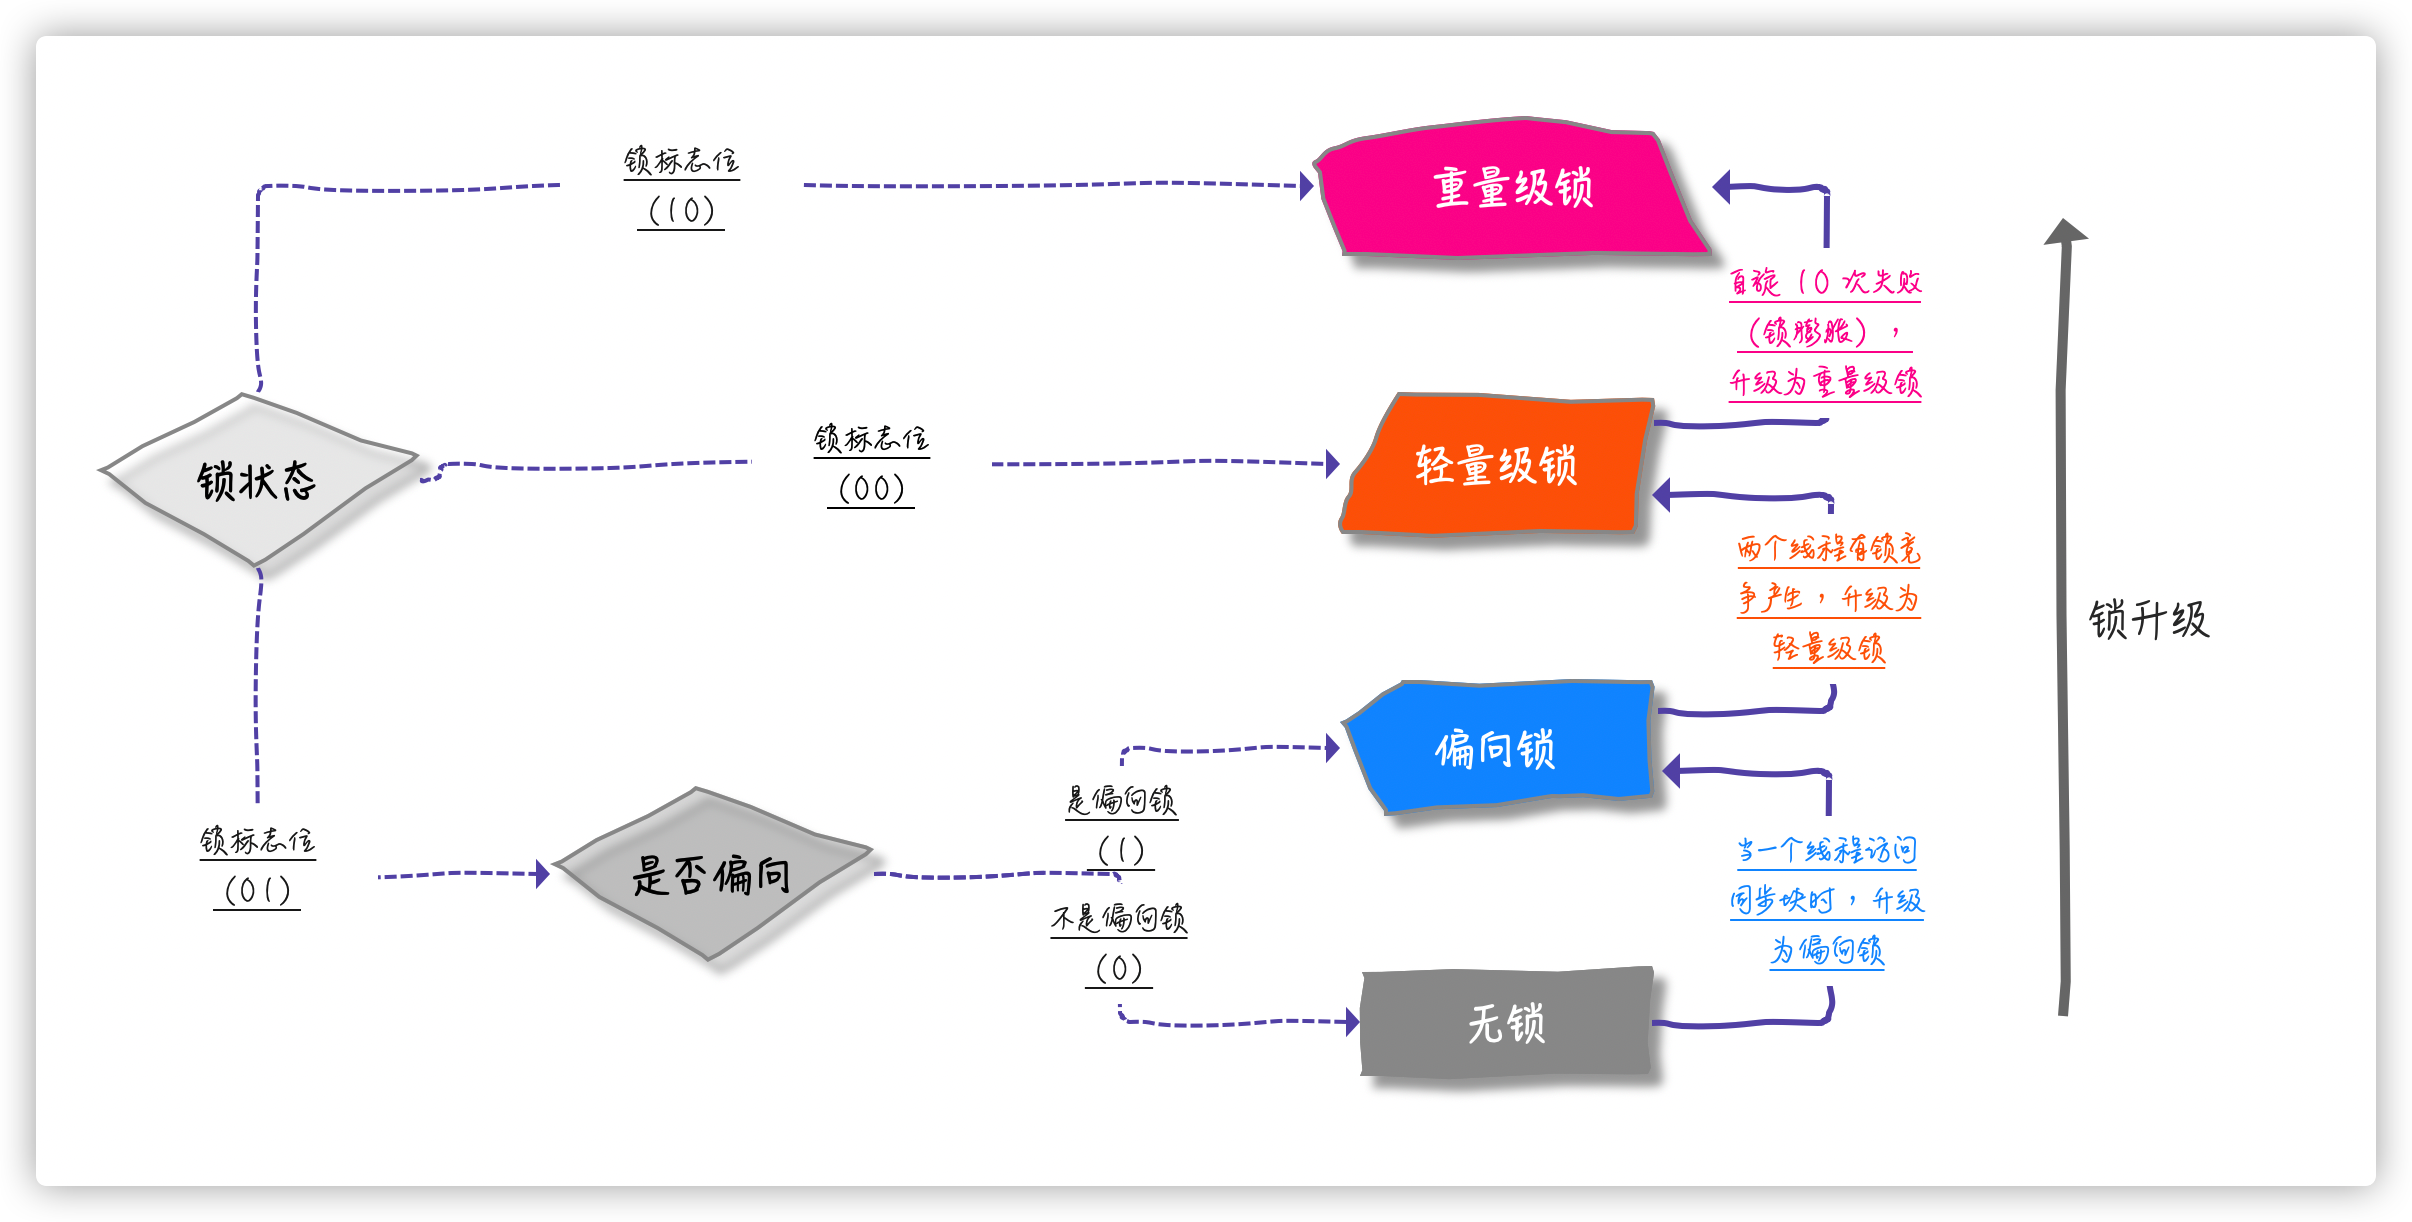 锁标志位
(10)
重量级锁
自旋 10 次失败
(锁膨胀)，
升级为重量级锁
锁状态
锁标志位
(00)
轻量级锁
两个线程有锁竞
争产生，升级为
轻量级锁
锁升级
偏向锁
锁标志位
(01)
是否偏向
是偏向锁
(1)
不是偏向锁
(0)
当一个线程访问
同步块时，升级
为偏向锁
无锁